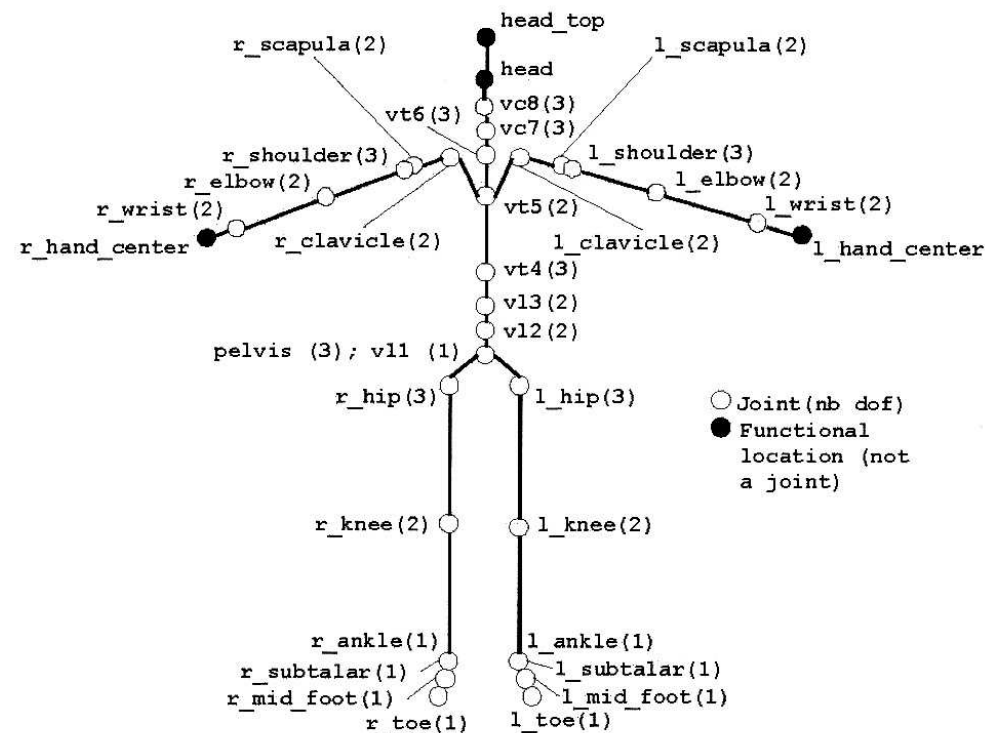 head_top
r_scapula(2)
l_scapula(2)
head
vc8(3)
vt6(3)
vc7(3)
r_shoulder(3)
l_shoulder(3)
r_elbow(2)
l_elbow(2)
r_wrist(2)
vt5(2)
l_wrist(2)
r_hand_center
r_clavicle(2)
l_clavicle(2)
l_hand_center
vt4(3)
vl3(2)
vl2(2)
pelvis (3); vl1 (1)
r_hip(3)
l_hip(3)
Joint(nb dof)
Functional
location (not
a joint)
r_knee(2)
l_knee(2)
r_ankle(1)
l_ankle(1)
r_subtalar(1)
l_subtalar(1)
r_mid_foot(1)
l_mid_foot(1)
r toe(1)
l_toe(1)